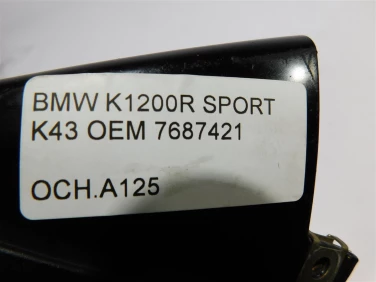 BMW K1200R SPORT
K43 OEM 7687421
OCH.A125